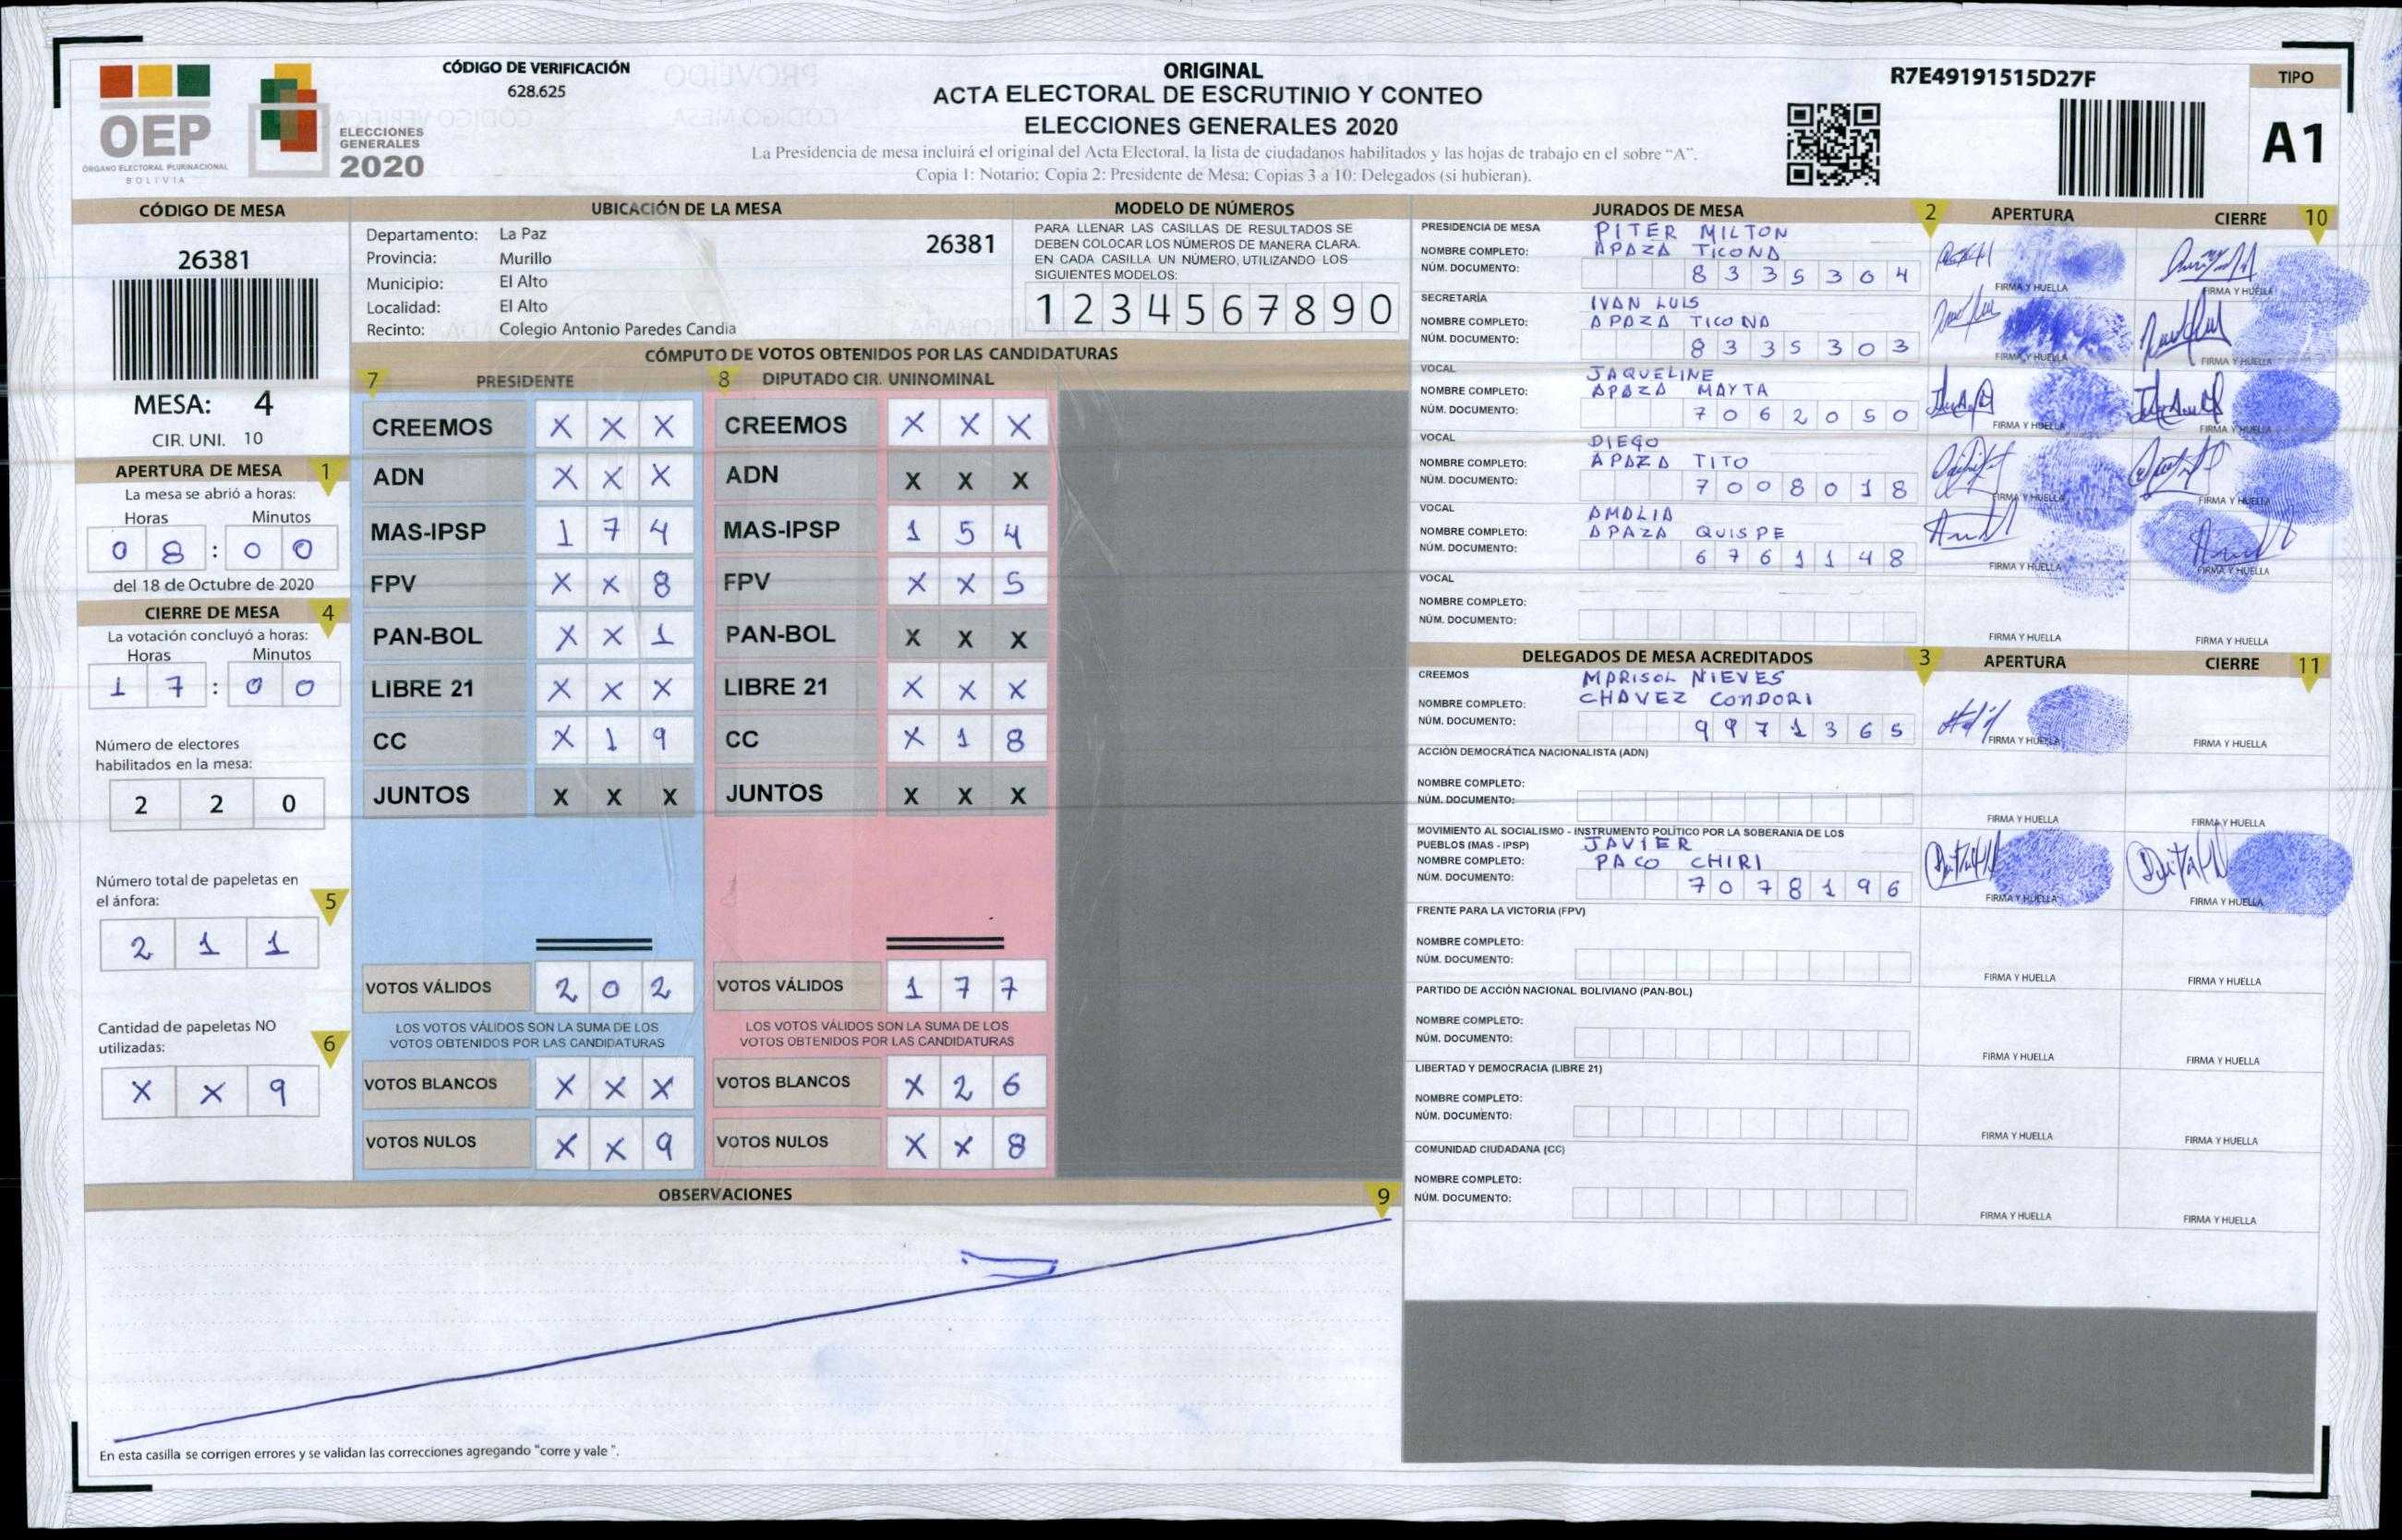 OEP
ÓRGANO ELECTORAL PLURINACIONAL
BOLIVIA
ELECCIONES
GENERALES
2020
CÓDIGO DE VERIFICACIÓN
628.625
ORIGINAL
ACTA ELECTORAL DE ESCRUTINIO Y CONTEO
ELECCIONES GENERALES 2020
La Presidencia de mesa incluirá el original del Acta Electoral, la lista de ciudadanos habilitados y las hojas de trabajo en el sobre "A".
Copia 1: Notario; Copia 2: Presidente de Mesa; Copias 3 a 10: Delegados (si hubieran).
R7E49191515D27F
TIPO
A1
CÓDIGO DE MESA
26381
MESA: 4
CIR. UNI. 10
APERTURA DE MESA 1
La mesa se abrió a horas:
Horas Minutos
0 8 : 0 0
del 18 de Octubre de 2020
CIERRE DE MESA 4
La votación concluyó a horas:
Horas Minutos
1 7 : 0 0
Número de electores
habilitados en la mesa:
2 2 0
Número total de papeletas en
el ánfora:
5
2 1 1
Cantidad de papeletas NO
utilizadas:
6
X X 9
UBICACIÓN DE LA MESA
Departamento: La Paz 26381
Provincia: Murillo
Municipio: El Alto
Localidad: El Alto
Recinto: Colegio Antonio Paredes Candia
MODELO DE NÚMEROS
PARA LLENAR LAS CASILLAS DE RESULTADOS SE
DEBEN COLOCAR LOS NÚMEROS DE MANERA CLARA.
EN CADA CASILLA UN NÚMERO, UTILIZANDO LOS
SIGUIENTES MODELOS:
1 2 3 4 5 6 7 8 9 0
CÓMPUTO DE VOTOS OBTENIDOS POR LAS CANDIDATURAS
7 PRESIDENTE 8 DIPUTADO CIR. UNINOMINAL
CREEMOS X X X CREEMOS X X X
ADN X X X ADN X X X
MAS-IPSP 1 7 4 MAS-IPSP 1 5 4
FPV X X 8 FPV X X 5
PAN-BOL X X 1 PAN-BOL X X X
LIBRE 21 X X X LIBRE 21 X X X
CC X 1 9 CC X 1 8
JUNTOS X X X JUNTOS X X X
VOTOS VÁLIDOS 2 0 2 VOTOS VÁLIDOS 1 7 7
LOS VOTOS VÁLIDOS SON LA SUMA DE LOS LOS VOTOS VÁLIDOS SON LA SUMA DE LOS
VOTOS OBTENIDOS POR LAS CANDIDATURAS VOTOS OBTENIDOS POR LAS CANDIDATURAS
VOTOS BLANCOS X X X VOTOS BLANCOS X 2 6
VOTOS NULOS X X 9 VOTOS NULOS X X 8
OBSERVACIONES 9
En esta casilla se corrigen errores y se validan las correcciones agregando "corre y vale ".
JURADOS DE MESA 2 APERTURA CIERRE 10
PRESIDENCIA DE MESA PITER MILTON
NOMBRE COMPLETO: APAZA TICONA
NÚM. DOCUMENTO: 8 3 3 5 3 0 4
FIRMA Y HUELLA FIRMA Y HUELLA
SECRETARÍA IVAN LUIS
NOMBRE COMPLETO: APAZA TICONA
NÚM. DOCUMENTO: 8 3 3 5 3 0 3
FIRMA Y HUELLA FIRMA Y HUELLA
VOCAL JAQUELINE
NOMBRE COMPLETO: APAZA MAYTA
NÚM. DOCUMENTO: 7 0 6 2 0 5 0
FIRMA Y HUELLA FIRMA Y HUELLA
VOCAL DIEGO
NOMBRE COMPLETO: APAZA TITO
NÚM. DOCUMENTO: 7 0 0 8 0 1 8
FIRMA Y HUELLA FIRMA Y HUELLA
VOCAL AMALIA
NOMBRE COMPLETO: APAZA QUISPE
NÚM. DOCUMENTO: 6 7 6 1 1 4 8
FIRMA Y HUELLA FIRMA Y HUELLA
VOCAL
NOMBRE COMPLETO:
NÚM. DOCUMENTO:
FIRMA Y HUELLA FIRMA Y HUELLA
DELEGADOS DE MESA ACREDITADOS 3 APERTURA CIERRE 11
CREEMOS MARISOL NIEVES
NOMBRE COMPLETO: CHAVEZ CONDORI
NÚM. DOCUMENTO: 9 9 7 1 3 6 5
FIRMA Y HUELLA FIRMA Y HUELLA
ACCIÓN DEMOCRÁTICA NACIONALISTA (ADN)
NOMBRE COMPLETO:
NÚM. DOCUMENTO:
FIRMA Y HUELLA FIRMA Y HUELLA
MOVIMIENTO AL SOCIALISMO - INSTRUMENTO POLÍTICO POR LA SOBERANIA DE LOS
PUEBLOS (MAS - IPSP) JAVIER
NOMBRE COMPLETO: PACO CHIRI
NÚM. DOCUMENTO: 7 0 7 8 1 9 6
FIRMA Y HUELLA FIRMA Y HUELLA
FRENTE PARA LA VICTORIA (FPV)
NOMBRE COMPLETO:
NÚM. DOCUMENTO:
FIRMA Y HUELLA FIRMA Y HUELLA
PARTIDO DE ACCIÓN NACIONAL BOLIVIANO (PAN-BOL)
NOMBRE COMPLETO:
NÚM. DOCUMENTO:
FIRMA Y HUELLA FIRMA Y HUELLA
LIBERTAD Y DEMOCRACIA (LIBRE 21)
NOMBRE COMPLETO:
NÚM. DOCUMENTO:
FIRMA Y HUELLA FIRMA Y HUELLA
COMUNIDAD CIUDADANA (CC)
NOMBRE COMPLETO:
NÚM. DOCUMENTO:
FIRMA Y HUELLA FIRMA Y HUELLA